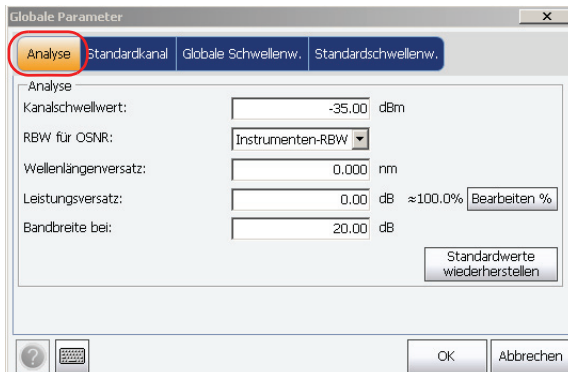 Globale Parameter
x
Analyse Standardkanal Globale Schwellenw. Standardschwellenw.
Analyse
Kanalschwellwert: -35.00 dBm
RBW für OSNR: Instrumenten-RBW
Wellenlängenversatz: 0.000 nm
Leistungsversatz: 0.00 dB ≈100.0% Bearbeiten %
Bandbreite bei: 20.00 dB
Standardwerte
wiederherstellen
? OK Abbrechen